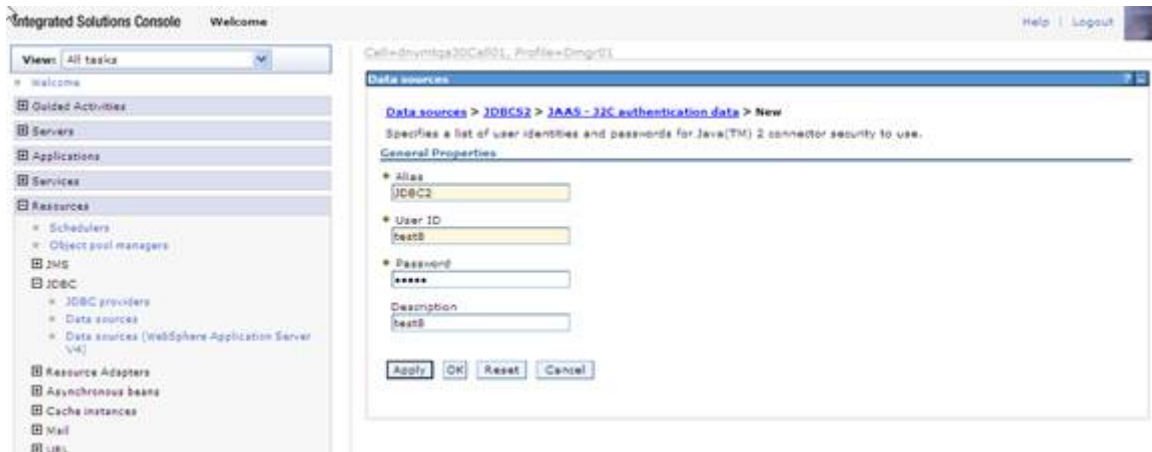 Integrated Solutions Console Welcome Help | Logout
View: All tasks
Welcome
Guided Activities
Servers
Applications
Services
Resources
Schedulers
Object pool managers
JMS
JDBC
JDBC providers
Data sources
Data sources (WebSphere Application Server
V4)
Resource Adapters
Asynchronous beans
Cache instances
Mail
URL
Profile=Dmgr01
Data sources
Data sources > JDBCS2 > JAAS - J2C authentication data > New
Specifies a list of user identities and passwords for Java(TM) 2 connector security to use.
General Properties
* Alias
JDBC2
* User ID
* Password
•••••
Description
Apply OK Reset Cancel